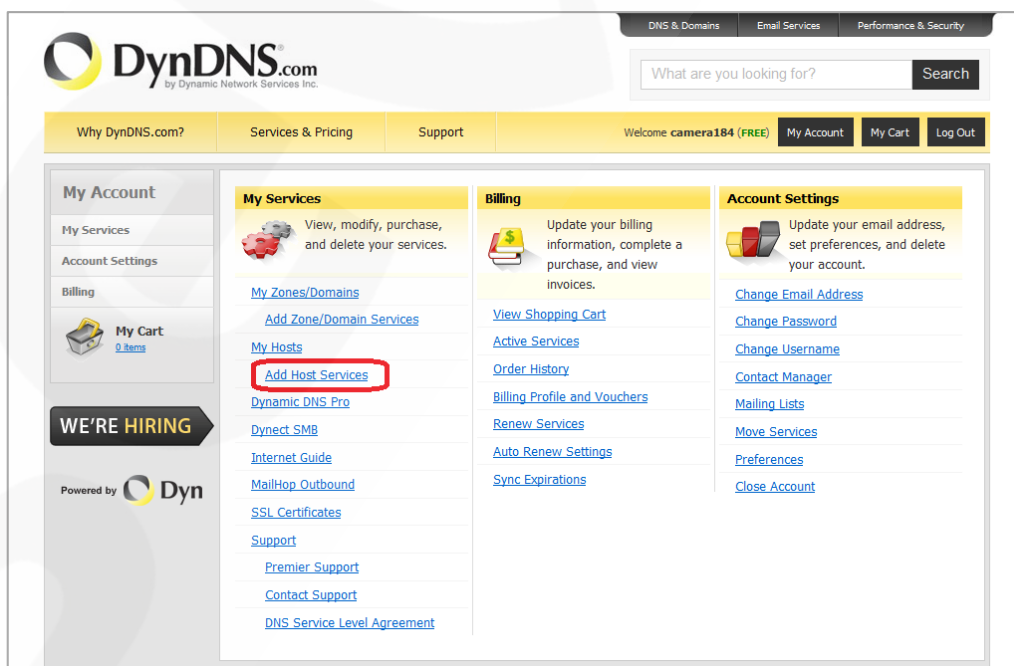 DNS & Domains Email Services Performance & Security
DynDNS.com
by Dynamic Network Services Inc.
What are you looking for? Search
Why DynDNS.com? Services & Pricing Support Welcome camera184 (FREE) My Account My Cart Log Out
My Account
My Services
Account Settings
Billing
My Cart
0 items
WE'RE HIRING
Powered by Dyn
My Services
View, modify, purchase,
and delete your services.
My Zones/Domains
Add Zone/Domain Services
My Hosts
Add Host Services
Dynamic DNS Pro
Dynect SMB
Internet Guide
MailHop Outbound
SSL Certificates
Support
Premier Support
Contact Support
DNS Service Level Agreement
Billing
Update your billing
information, complete a
purchase, and view
invoices.
View Shopping Cart
Active Services
Order History
Billing Profile and Vouchers
Renew Services
Auto Renew Settings
Sync Expirations
Account Settings
Update your email address,
set preferences, and delete
your account.
Change Email Address
Change Password
Change Username
Contact Manager
Mailing Lists
Move Services
Preferences
Close Account